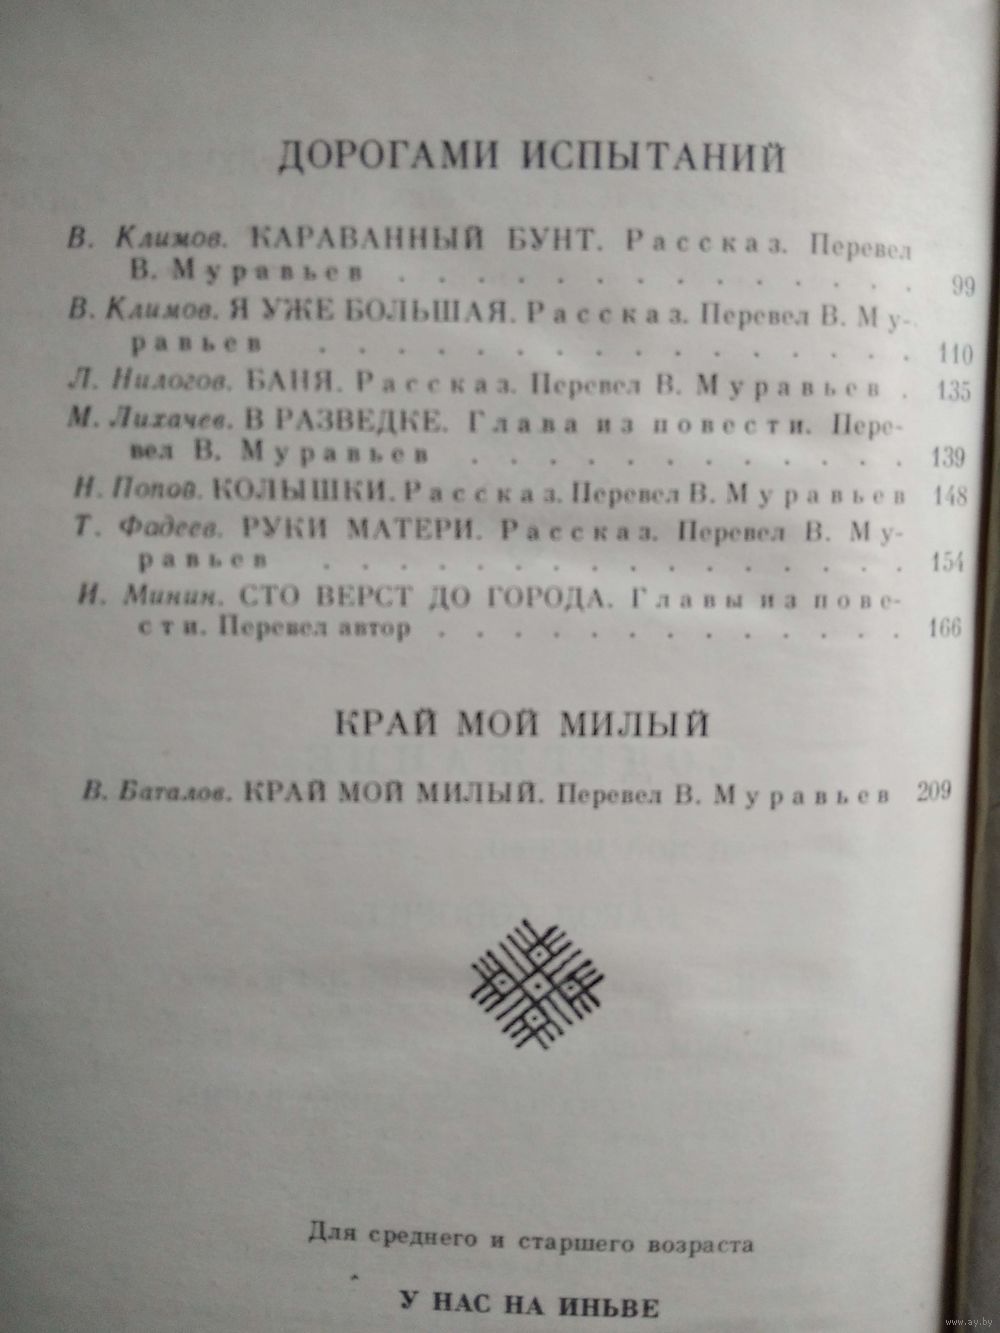 ДОРОГАМИ ИСПЫТАНИЙ
В. Климов. КАРАВАННЫЙ БУНТ. Рассказ. Перевел
В. Муравьев . . . . . . . . . . . . . . 99
В. Климов. Я УЖЕ БОЛЬШАЯ. Рассказ. Перевел В. Му-
равьев . . . . . . . . . . . . . . . . 110
Л. Нилогов. БАНЯ. Рассказ. Перевел В. Муравьев . 135
М. Лихачев. В РАЗВЕДКЕ. Глава из повести. Пере-
вел В. Муравьев . . . . . . . . . . . . 139
Н. Попов. КОЛЫШКИ. Рассказ. Перевел В. Муравьев 148
Т. Фадеев. РУКИ МАТЕРИ. Рассказ. Перевел В. Му-
равьев . . . . . . . . . . . . . . . . 154
И. Минин. СТО ВЕРСТ ДО ГОРОДА. Главы из пове-
сти. Перевел автор . . . . . . . . . . . . . 166
КРАЙ МОЙ МИЛЫЙ
В. Баталов. КРАЙ МОЙ МИЛЫЙ. Перевел В. Муравьев 209
Для среднего и старшего возраста
У НАС НА ИНЬВЕ
www.ay.by